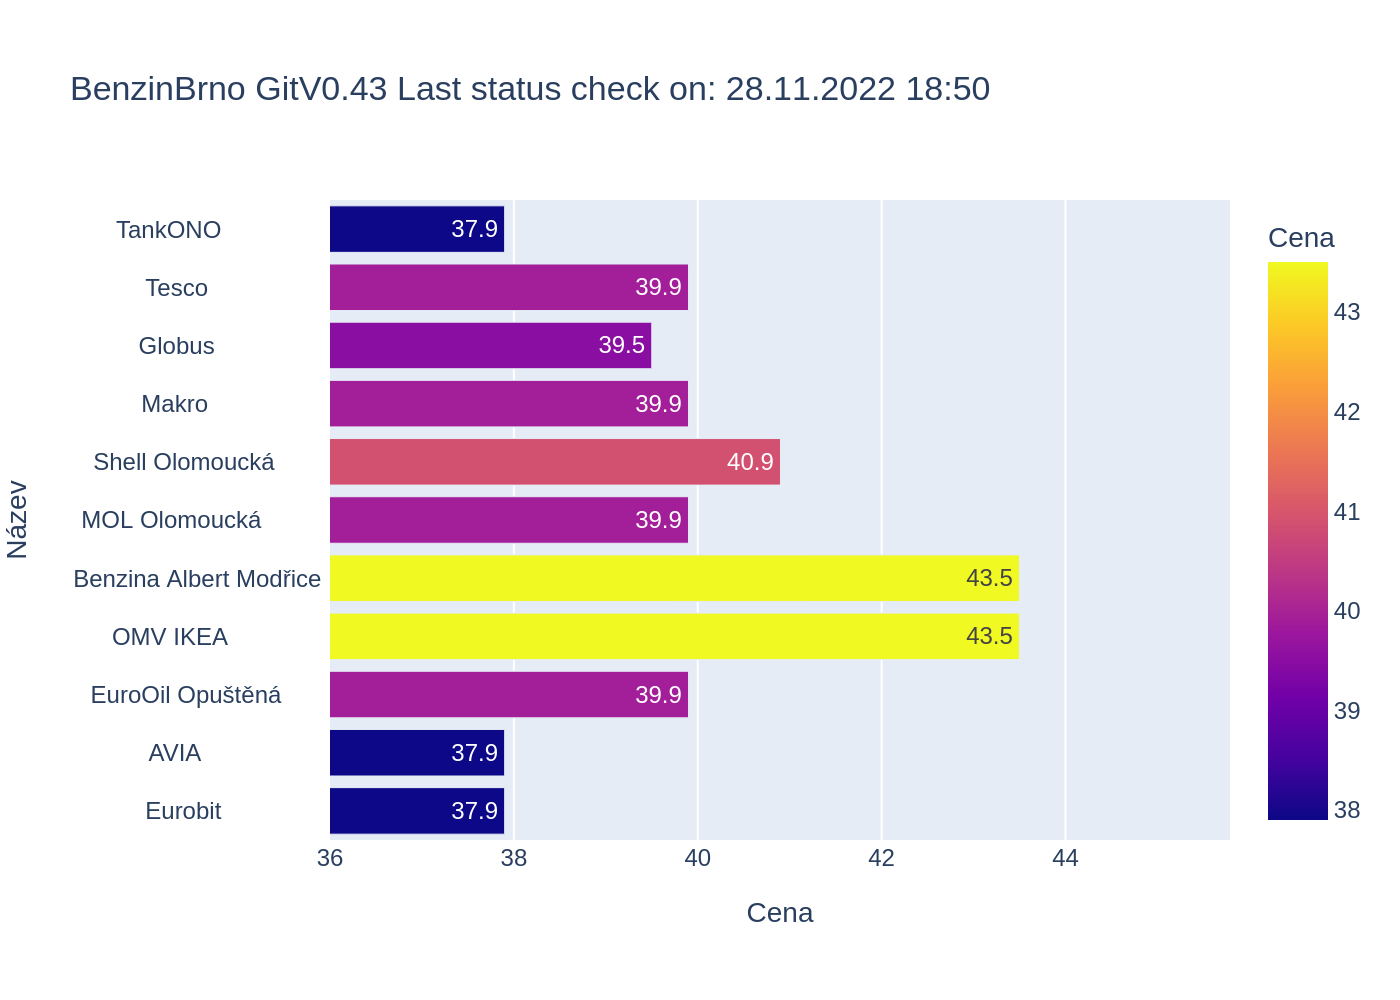 BenzinBrno GitV0.43 Last status check on: 28.11.2022 18:50
Název
TankONO 37.9
Tesco 39.9
Globus 39.5
Makro 39.9
Shell Olomoucká 40.9
MOL Olomoucká 39.9
Benzina Albert Modřice 43.5
OMV IKEA 43.5
EuroOil Opuštěná 39.9
AVIA 37.9
Eurobit 37.9
36 38 40 42 44
Cena
Cena
43
42
41
40
39
38